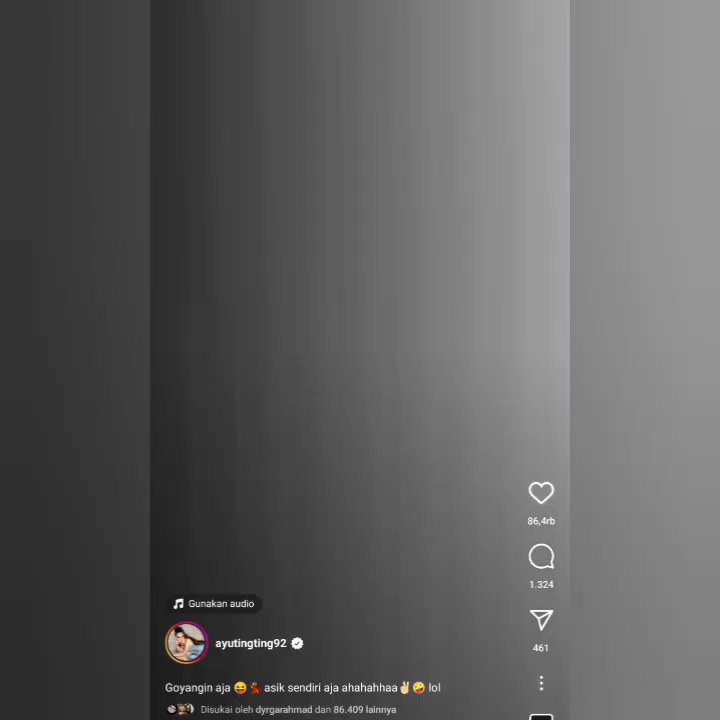 86,4rb
1.324
461
Gunakan audio
ayutingting92
Goyangin aja 😝💃 asik sendiri aja ahahahhaa✌🏻🤪 lol
Disukai oleh dyrgarahmad dan 86.409 lainnya